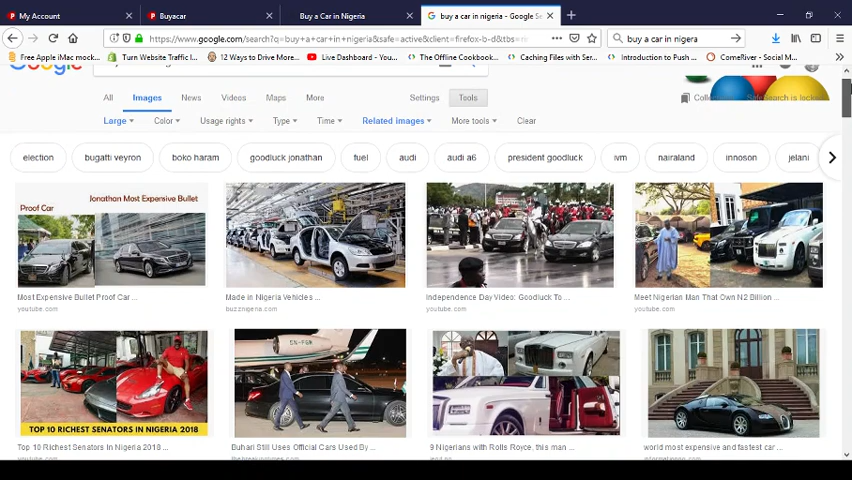 My Account
Buyacar
Buy a Car in Nigeria
buy a car in nigeria - Google Se
https://www.google.com/search?q=buy+a+car+in+nigeria&safe=active&client=firefox-b-d&tbs=
buy a car in nigera
Free Apple iMac mock...
Turn Website Traffic I...
12 Ways to Drive More...
Live Dashboard - You...
The Offline Cookbook...
Caching Files with Ser...
Introduction to Push ...
ComeRiver - Social M...
All
Images
News
Videos
Maps
More
Settings
Tools
SafeSearch is lock
Large
Color
Usage rights
Type
Time
Related images
More tools
Clear
election
bugatti veyron
boko haram
goodluck jonathan
fuel
audi
audi a6
president goodluck
ivm
nairaland
innoson
jelani
Jonathan Most Expensive Bullet
Proof Car
Most Expensive Bullet Proof Car ...
youtube.com
Made in Nigeria Vehicles ...
buzznigeria.com
Independence Day Video: Goodluck To ...
youtube.com
Meet Nigerian Man That Own N2 Billion ...
youtube.com
5N-FGW
TOP 10 RICHEST SENATORS IN NIGERIA 2018
Top 10 Richest Senators In Nigeria 2018 ...
youtube.com
Buhari Still Uses Official Cars Used By ...
9 Nigerians with Rolls Royce, this man ...
world most expensive and fastest car ...